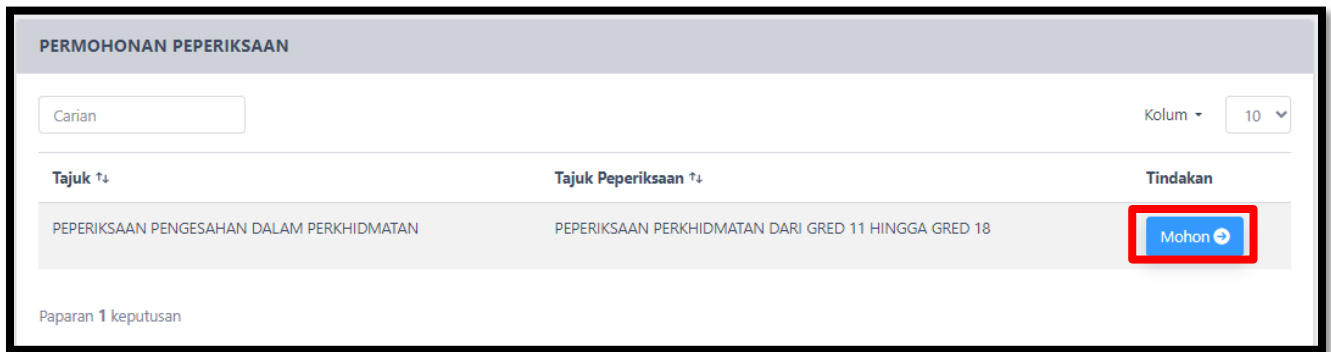 PERMOHONAN PEPERIKSAAN
Carian
Kolum
10
Tajuk Tajuk Peperiksaan Tindakan
PEPERIKSAAN PENGESAHAN DALAM PERKHIDMATAN PEPERIKSAAN PERKHIDMATAN DARI GRED 11 HINGGA GRED 18 Mohon
Paparan 1 keputusan